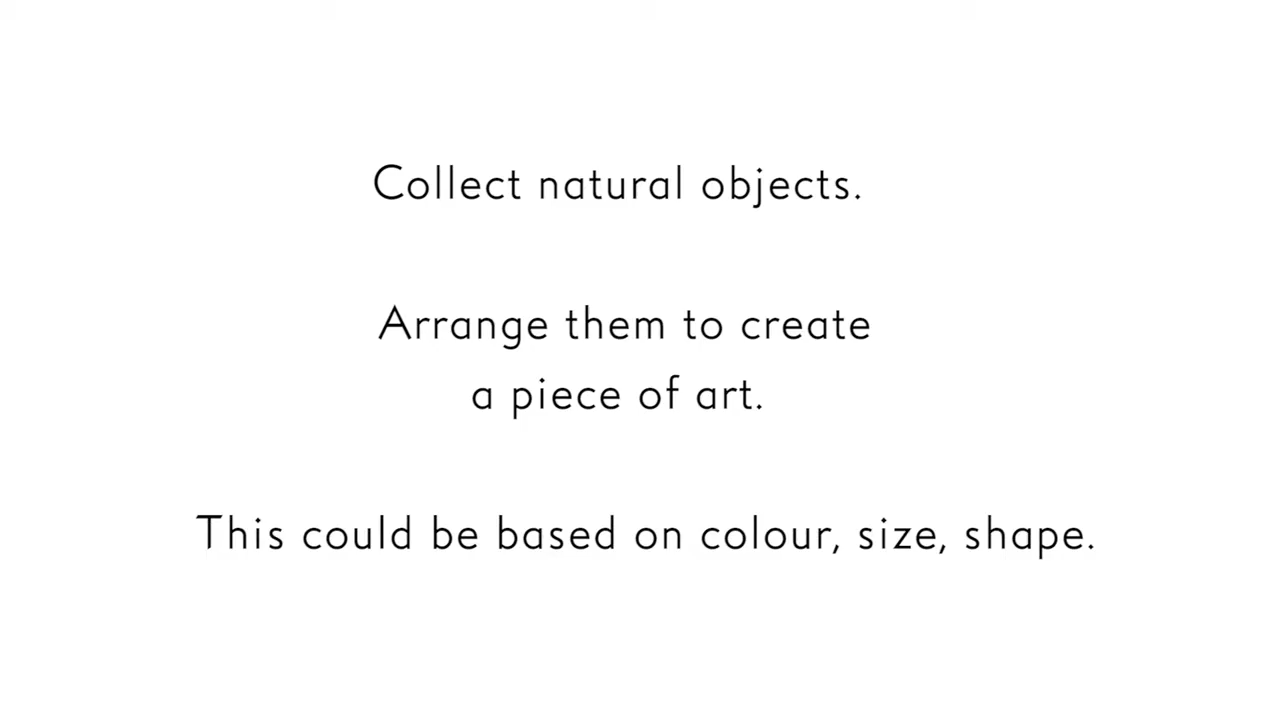 Collect natural objects.
Arrange them to create
a piece of art.
This could be based on colour, size, shape.